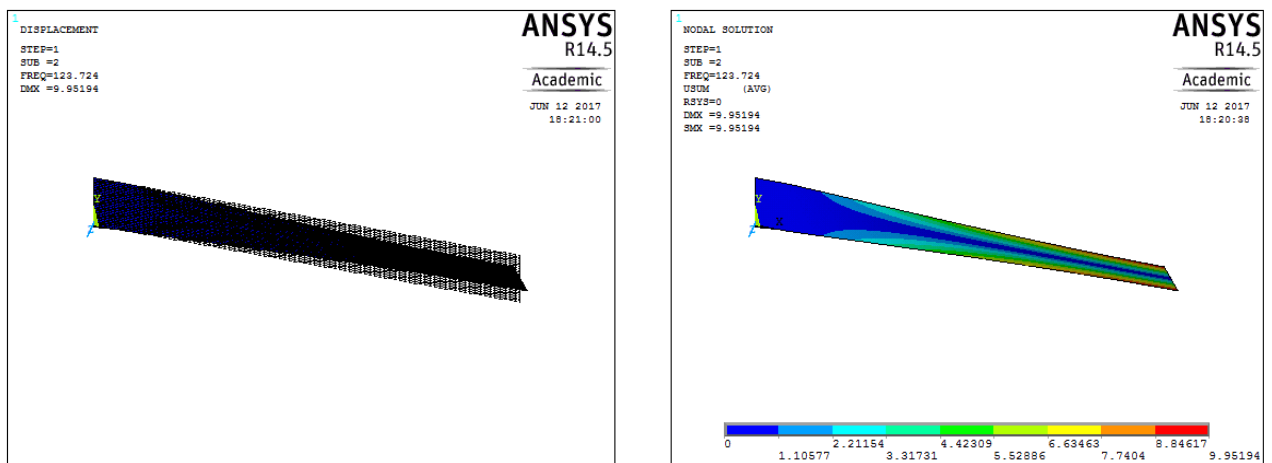 1
DISPLACEMENT
STEP=1
SUB =2
FREQ=123.724
DMX =9.95194
ANSYS
R14.5
Academic
JUN 12 2017
18:21:00
Y
Z
1
NODAL SOLUTION
STEP=1
SUB =2
FREQ=123.724
USUM (AVG)
RSYS=0
DMX =9.95194
SMX =9.95194
ANSYS
R14.5
Academic
JUN 12 2017
18:20:38
Y
X
Z
0
1.10577
2.21154
3.31731
4.42309
5.52886
6.63463
7.7404
8.84617
9.95194